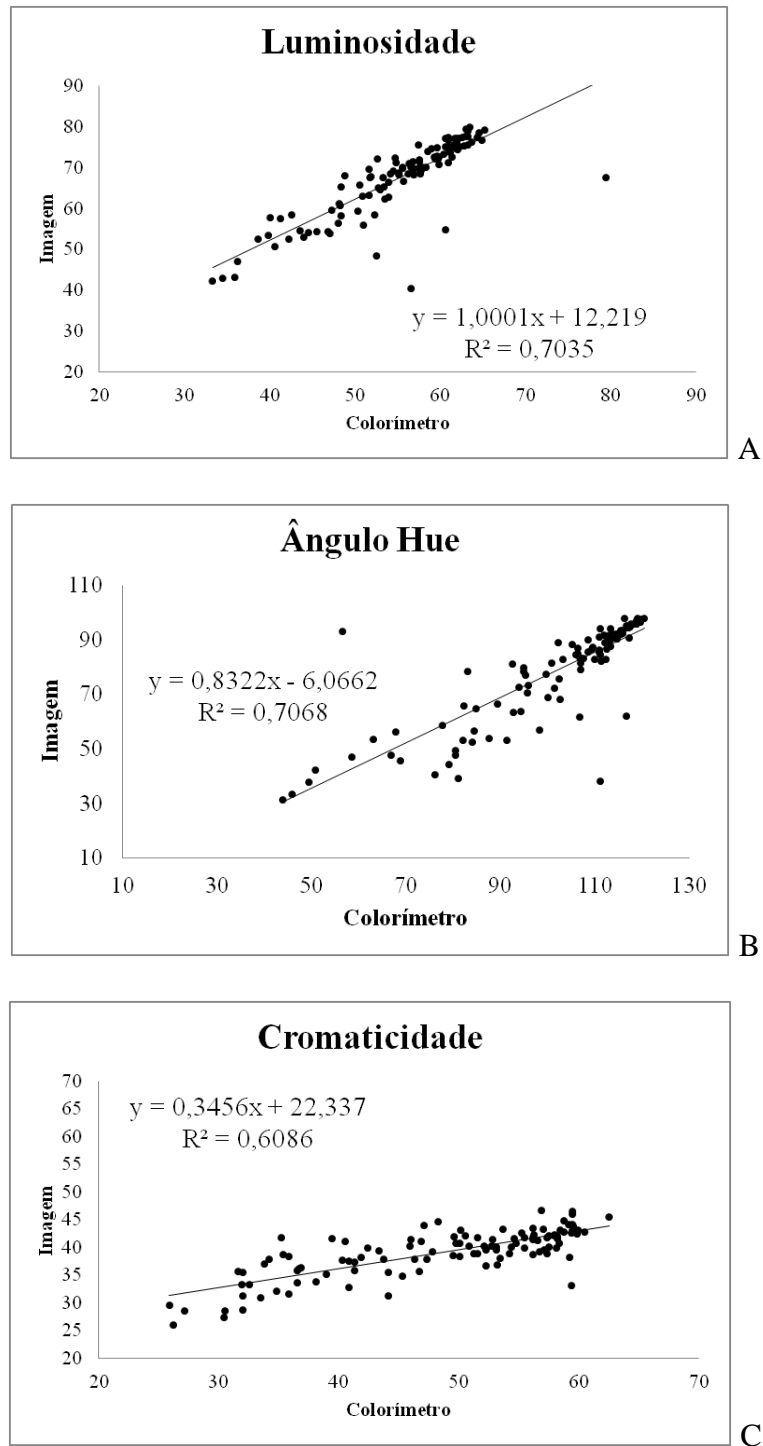 Luminosidade
90
80
70
60
50
40
30
20
Imagem
y = 1,0001x + 12,219
R² = 0,7035
20 30 40 50 60 70 80 90
Colorímetro
A
Ângulo Hue
110
90
70
50
30
10
Imagem
y = 0,8322x - 6,0662
R² = 0,7068
10 30 50 70 90 110 130
Colorímetro
B
Cromaticidade
70
65
60
55
50
45
40
35
30
25
20
Imagem
y = 0,3456x + 22,337
R² = 0,6086
20 30 40 50 60 70
Colorímetro
C